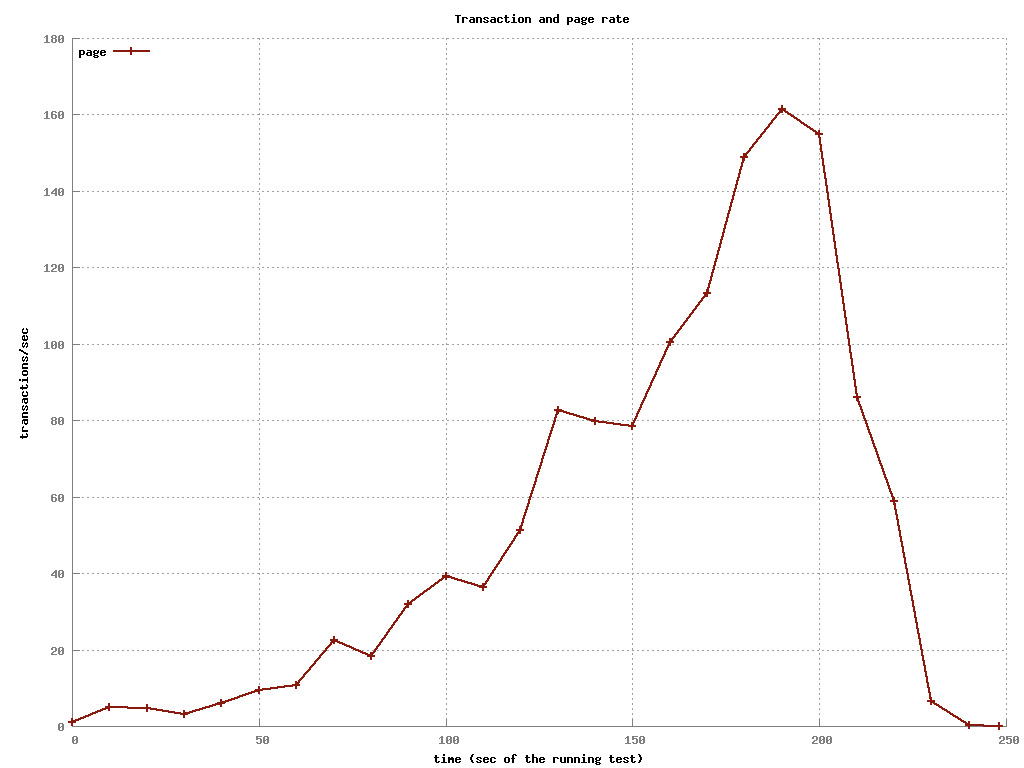 Transaction and page rate
180
page
160
140
120
100
80
60
40
20
0
transactions/sec
0 50 100 150 200 250
time (sec of the running test)